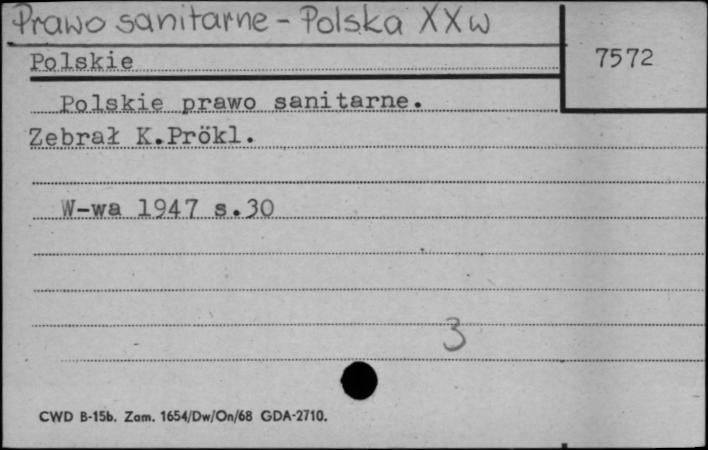 Prawo sanitarne - Polska XX w
Polskie
7572
Polskie prawo sanitarne.
Zebrał K.Prökl.
W-wa 1947 s.30
3
CWD B-15b. Zam. 1654/Dw/On/68 GDA-2710.